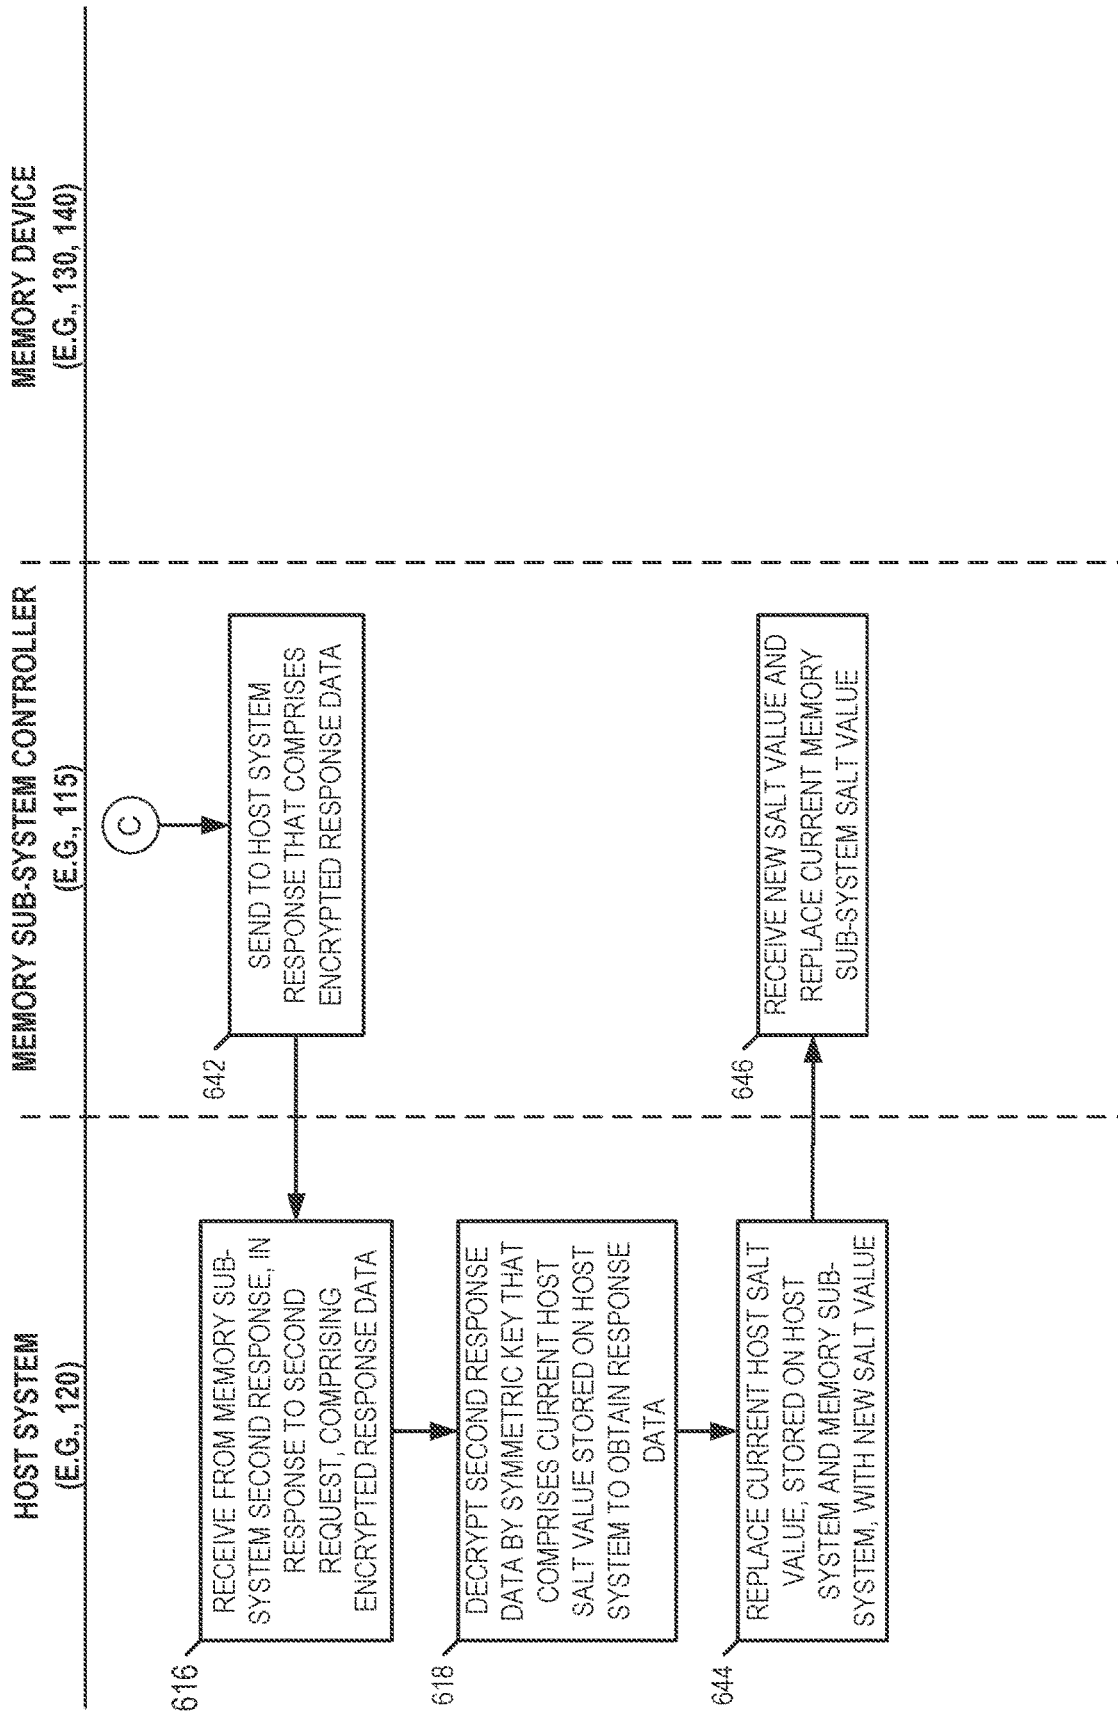 HOST SYSTEM
(E.G., 120)
MEMORY SUB-SYSTEM CONTROLLER
(E.G., 115)
MEMORY DEVICE
(E.G., 130, 140)
C
642
SEND TO HOST SYSTEM
RESPONSE THAT COMPRISES
ENCRYPTED RESPONSE DATA
616
RECEIVE FROM MEMORY SUB-
SYSTEM SECOND RESPONSE, IN
RESPONSE TO SECOND
REQUEST, COMPRISING
ENCRYPTED RESPONSE DATA
618
DECRYPT SECOND RESPONSE
DATA BY SYMMETRIC KEY THAT
COMPRISES CURRENT HOST
SALT VALUE STORED ON HOST
SYSTEM TO OBTAIN RESPONSE
DATA
644
REPLACE CURRENT HOST SALT
VALUE, STORED ON HOST
SYSTEM AND MEMORY SUB-
SYSTEM, WITH NEW SALT VALUE
646
RECEIVE NEW SALT VALUE AND
REPLACE CURRENT MEMORY
SUB-SYSTEM SALT VALUE